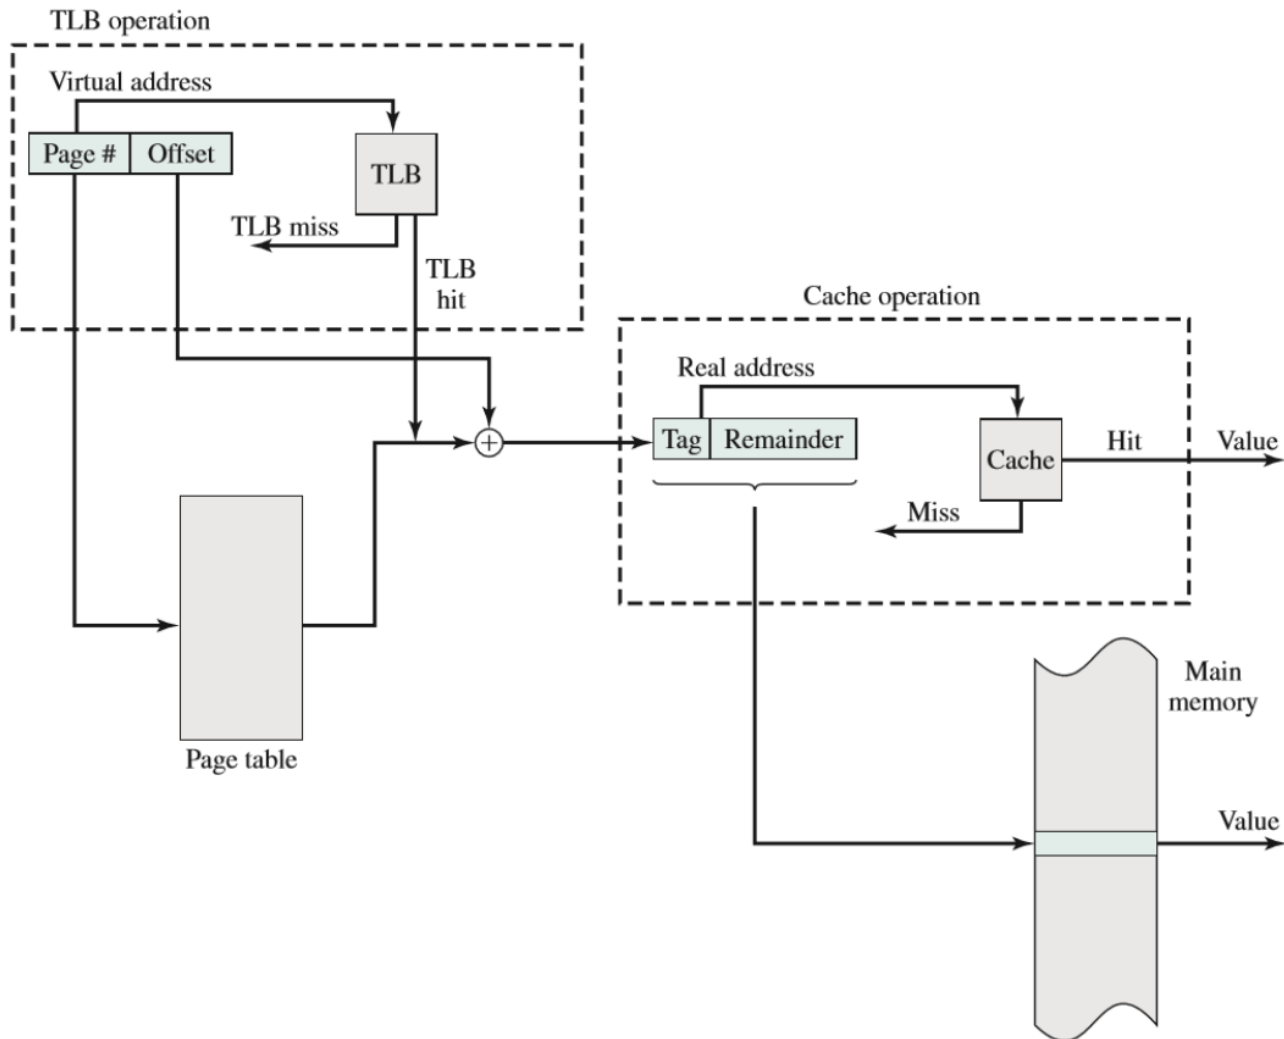 TLB operation
Virtual address
Page #
Offset
TLB
TLB miss
TLB
hit
Cache operation
Real address
Tag
Remainder
Cache
Hit
Value
Miss
Page table
Main
memory
Value
+